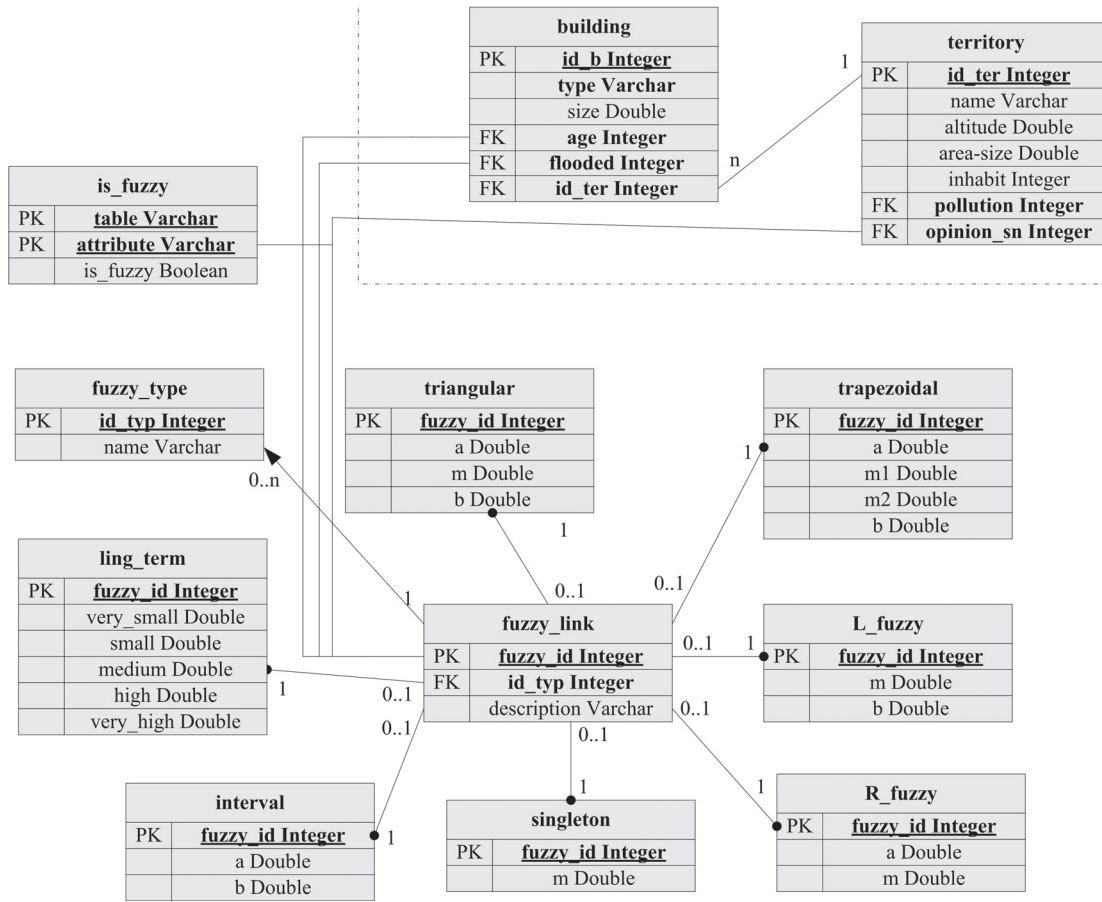 building
PK id_b Integer
type Varchar
size Double
FK age Integer
FK flooded Integer
FK id_ter Integer
1
n
territory
PK id_ter Integer
name Varchar
altitude Double
area-size Double
inhabit Integer
FK pollution Integer
FK opinion_sn Integer
is_fuzzy
PK table Varchar
PK attribute Varchar
is_fuzzy Boolean
fuzzy_type
PK id_typ Integer
name Varchar
0..n
1
triangular
PK fuzzy_id Integer
a Double
m Double
b Double
1
0..1
trapezoidal
PK fuzzy_id Integer
a Double
m1 Double
m2 Double
b Double
1
0..1
ling_term
PK fuzzy_id Integer
very_small Double
small Double
medium Double
high Double
very_high Double
1
0..1
fuzzy_link
PK fuzzy_id Integer
FK id_typ Integer
description Varchar
L_fuzzy
PK fuzzy_id Integer
m Double
b Double
0..1
1
0..1
0..1
0..1
interval
PK fuzzy_id Integer
a Double
b Double
1
singleton
PK fuzzy_id Integer
m Double
1
R_fuzzy
PK fuzzy_id Integer
a Double
m Double
1